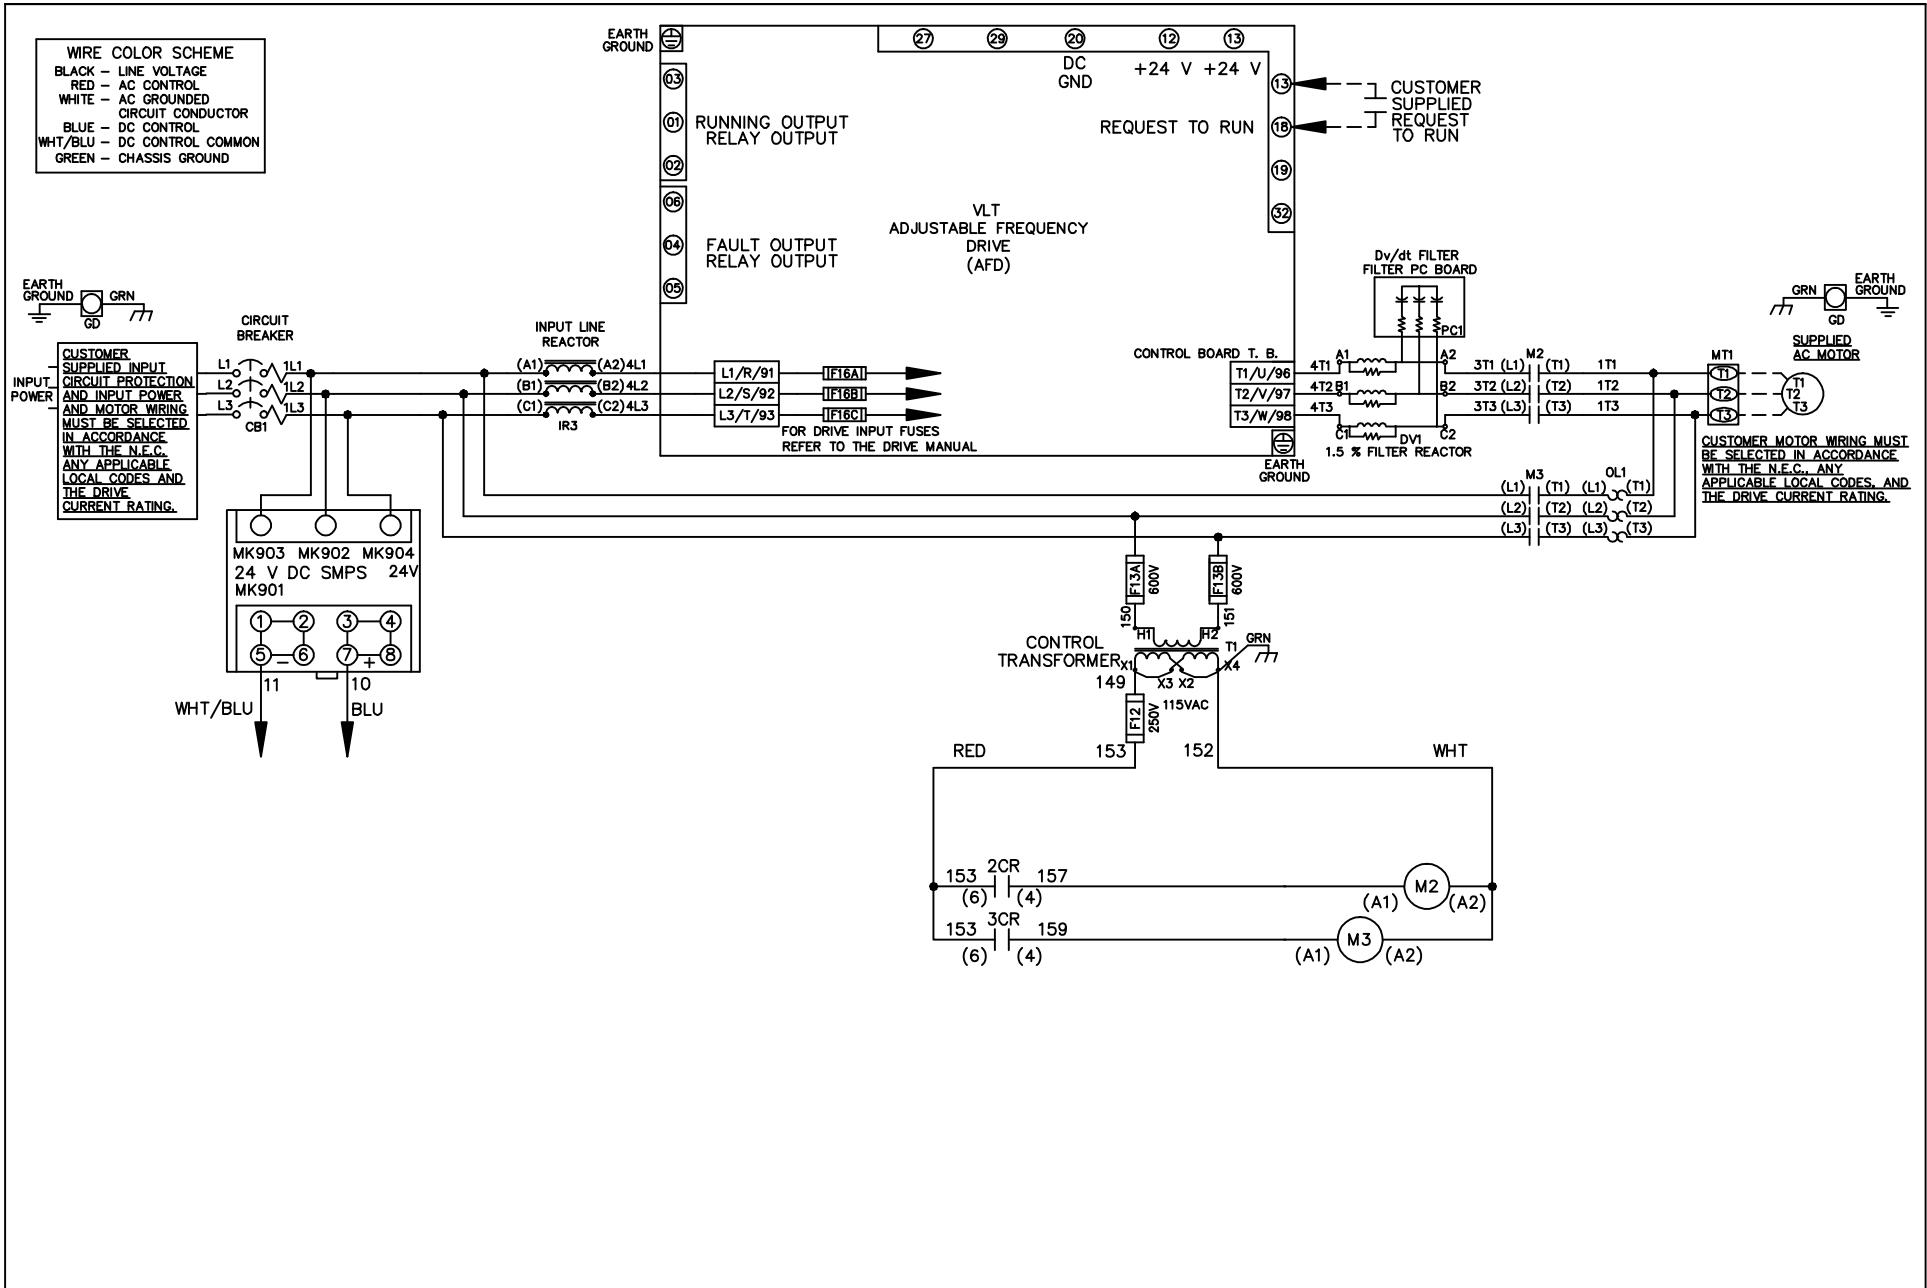 WIRE COLOR SCHEME
BLACK – LINE VOLTAGE
RED – AC CONTROL
WHITE – AC GROUNDED
CIRCUIT CONDUCTOR
BLUE – DC CONTROL
WHT/BLU – DC CONTROL COMMON
GREEN – CHASSIS GROUND
EARTH
GROUND
03
01
02
RUNNING OUTPUT
RELAY OUTPUT
06
04
05
FAULT OUTPUT
RELAY OUTPUT
27 29 20 12 13
DC
GND
+24 V +24 V
13
18
19
32
REQUEST TO RUN
CUSTOMER
SUPPLIED
REQUEST
TO RUN
VLT
ADJUSTABLE FREQUENCY
DRIVE
(AFD)
Dv/dt FILTER
FILTER PC BOARD
PC1
EARTH
GROUND
GRN
GD
INPUT
POWER
CUSTOMER
SUPPLIED INPUT
CIRCUIT PROTECTION
AND INPUT POWER
AND MOTOR WIRING
MUST BE SELECTED
IN ACCORDANCE
WITH THE N.E.C.
ANY APPLICABLE
LOCAL CODES AND
THE DRIVE
CURRENT RATING.
CIRCUIT
BREAKER
L1 1L1
L2 1L2
L3 1L3
CB1
INPUT LINE
REACTOR
(A1) (A2) 4L1
(B1) (B2) 4L2
(C1) (C2) 4L3
IR3
L1/R/91 F16A
L2/S/92 F16B
L3/T/93 F16C
FOR DRIVE INPUT FUSES
REFER TO THE DRIVE MANUAL
CONTROL BOARD T. B.
T1/U/96
T2/V/97
T3/W/98
EARTH
GROUND
4T1 A1 A2
4T2 B1 B2
4T3 C1 C2
DV1
1.5 % FILTER REACTOR
M2
3T1 (L1) (T1) 1T1
3T2 (L2) (T2) 1T2
3T3 (L3) (T3) 1T3
MT1
T1
T2
T3
GRN
EARTH
GROUND
GD
SUPPLIED
AC MOTOR
T1
T2
T3
CUSTOMER MOTOR WIRING MUST
BE SELECTED IN ACCORDANCE
WITH THE N.E.C., ANY
APPLICABLE LOCAL CODES, AND
THE DRIVE CURRENT RATING.
M3 OL1
(L1) (T1) (L1) (T1)
(L2) (T2) (L2) (T2)
(L3) (T3) (L3) (T3)
MK903 MK902 MK904
24 V DC SMPS 24V
MK901
1 2 3 4
5 – 6 7 + 8
11 10
WHT/BLU BLU
F13A 600V
F13B 600V
150 151
H1 H2
CONTROL
TRANSFORMER
T1
GRN
X1 X3 X2 X4
149
115VAC
F12 250V
RED 153 152 WHT
2CR
153 157
(6) (4)
M2
(A1) (A2)
3CR
153 159
(6) (4)
M3
(A1) (A2)